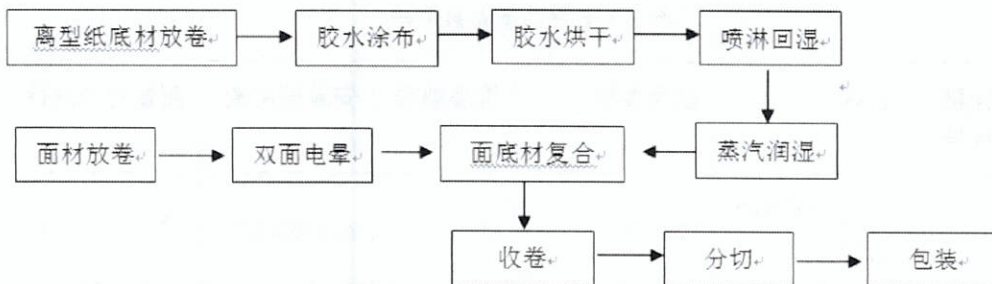 离型纸底材放卷
胶水涂布
胶水烘干
喷淋回湿
面材放卷
双面电晕
面底材复合
蒸汽润湿
收卷
分切
包装